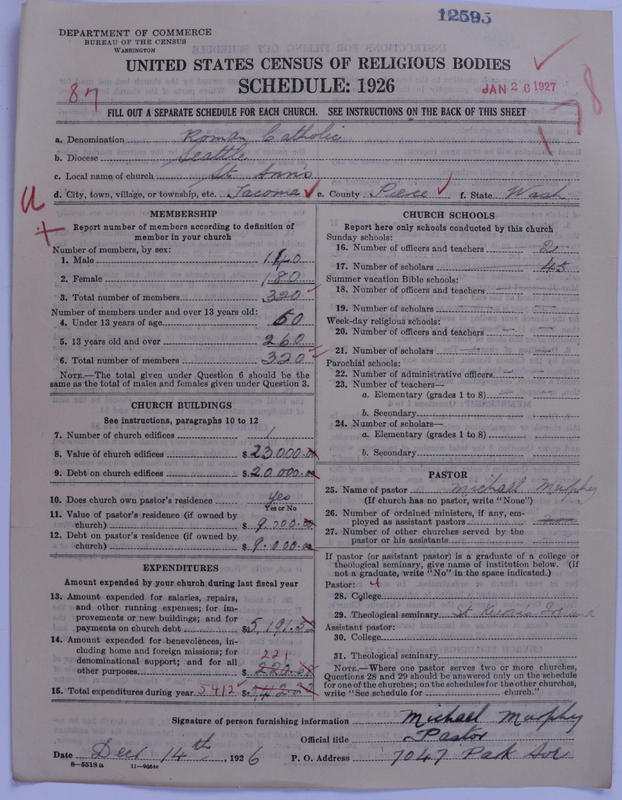 12595
DEPARTMENT OF COMMERCE
BUREAU OF THE CENSUS
WASHINGTON
UNITED STATES CENSUS OF RELIGIOUS BODIES
SCHEDULE: 1926
JAN 26 1927
87
178
FILL OUT A SEPARATE SCHEDULE FOR EACH CHURCH. SEE INSTRUCTIONS ON THE BACK OF THIS SHEET
a. Denomination Roman Catholic
b. Diocese Seattle
c. Local name of church St. Ann's
d. City, town, village, or township, etc. Tacoma e. County Pierce f. State Wash
MEMBERSHIP
Report number of members according to definition of
member in your church
Number of members, by sex:
1. Male 140
2. Female 180
3. Total number of members 320
Number of members under and over 13 years old:
4. Under 13 years of age 60
5. 13 years old and over 260
6. Total number of members 320
NOTE.—The total given under Question 6 should be the
same as the total of males and females given under Question 3.
CHURCH BUILDINGS
See instructions, paragraphs 10 to 12
7. Number of church edifices 1
8. Value of church edifices $ 23000.00
9. Debt on church edifices $ 20000.00
10. Does church own pastor's residence yes
Yes or No
11. Value of pastor's residence (if owned by
church) $ 9,200.00
12. Debt on pastor's residence (if owned by
church) $ 9,000.00
EXPENDITURES
Amount expended by your church during last fiscal year
13. Amount expended for salaries, repairs,
and other running expenses; for im-
provements or new buildings; and for
payments on church debt $ 5,191.
14. Amount expended for benevolences, in-
cluding home and foreign missions; for
denominational support; and for all
other purposes $ 220. 221
15. Total expenditures during year 5412 $
CHURCH SCHOOLS
Report here only schools conducted by this church
Sunday schools:
16. Number of officers and teachers 2
17. Number of scholars 45
Summer vacation Bible schools:
18. Number of officers and teachers —
19. Number of scholars —
Week-day religious schools:
20. Number of officers and teachers —
21. Number of scholars —
Parochial schools:
22. Number of administrative officers —
23. Number of teachers—
a. Elementary (grades 1 to 8)
b. Secondary
24. Number of scholars—
a. Elementary (grades 1 to 8)
b. Secondary
PASTOR
25. Name of pastor Michael Murphy
(If church has no pastor, write "None")
26. Number of ordained ministers, if any, em-
ployed as assistant pastors
27. Number of other churches served by the
pastor or his assistants
If pastor (or assistant pastor) is a graduate of a college or
theological seminary, give name of institution below. (if
not a graduate, write "No" in the space indicated.)
Pastor: 4
28. College
29. Theological seminary St
Assistant pastor:
30. College
31. Theological seminary
NOTE.—Where one pastor serves two or more churches,
Questions 28 and 29 should be answered only on the schedule
for one of the churches; on the schedules for the other churches,
write "See schedule for church."
Signature of person furnishing information Michael Murphy
Official title Pastor
Date Dec 14th, 1926 P. O. Address 7047 Park Ave
8—5518a